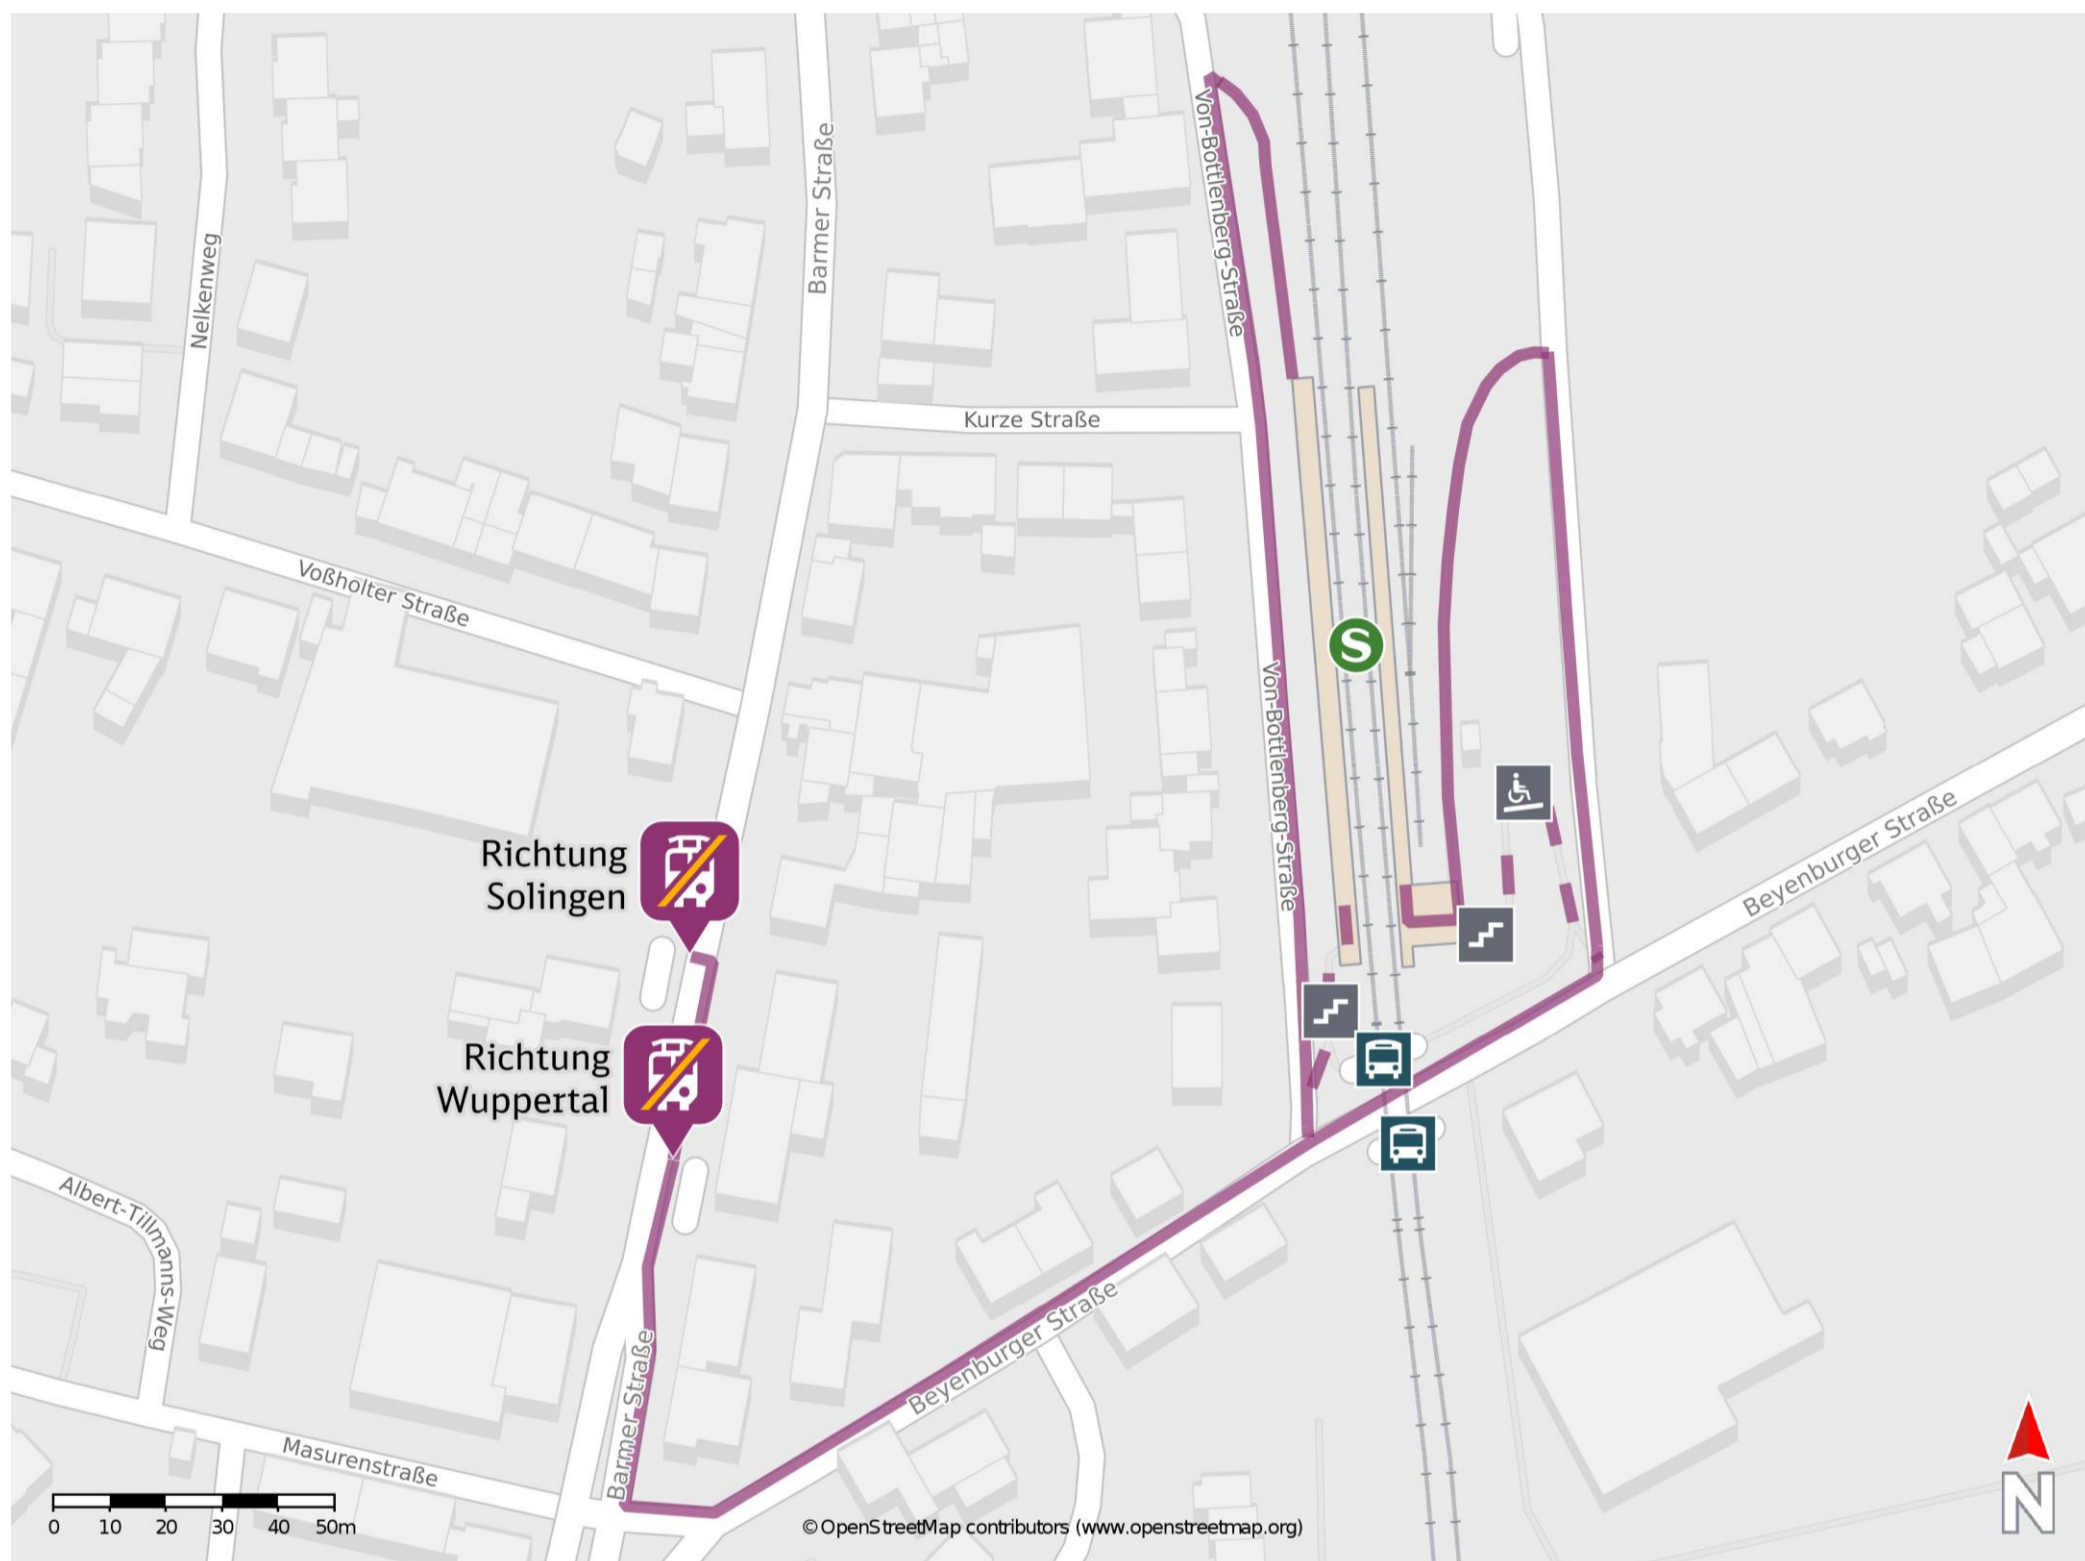 Barmer Straße
Von-Bottlenberg-Straße
Nelkenweg
Kurze Straße
Voßholter Straße
S
Von-Bottlenberg-Straße
Richtung
Solingen
Beyenburger Straße
Richtung
Wuppertal
Albert-Tillmanns-Weg
Beyenburger Straße
Barmer Straße
Masurenstraße
0 10 20 30 40 50m
© OpenStreetMap contributors (www.openstreetmap.org)
N